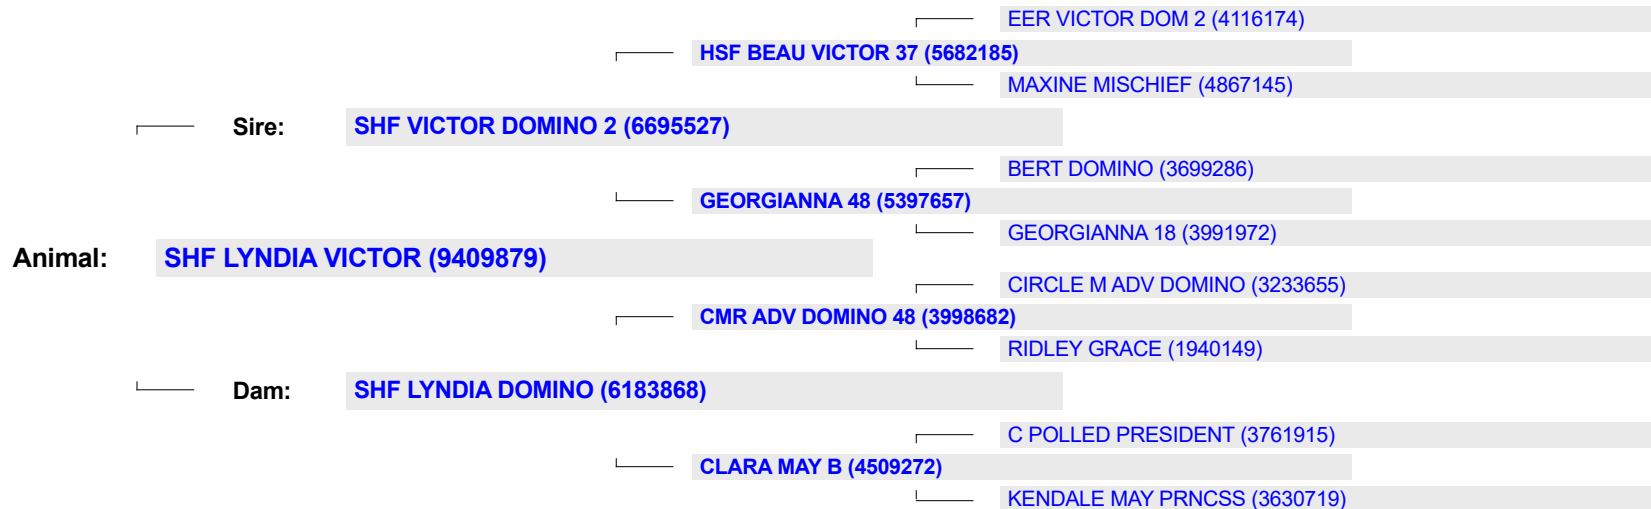 EER VICTOR DOM 2 (4116174)
HSF BEAU VICTOR 37 (5682185)
MAXINE MISCHIEF (4867145)
Sire: SHF VICTOR DOMINO 2 (6695527)
BERT DOMINO (3699286)
GEORGIANNA 48 (5397657)
GEORGIANNA 18 (3991972)
Animal: SHF LYNDIA VICTOR (9409879)
CIRCLE M ADV DOMINO (3233655)
CMR ADV DOMINO 48 (3998682)
RIDLEY GRACE (1940149)
Dam: SHF LYNDIA DOMINO (6183868)
C POLLED PRESIDENT (3761915)
CLARA MAY B (4509272)
KENDALE MAY PRNCSS (3630719)